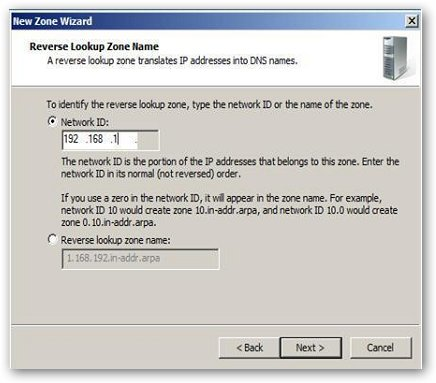 New Zone Wizard
Reverse Lookup Zone Name
A reverse lookup zone translates IP addresses into DNS names.
To identify the reverse lookup zone, type the network ID or the name of the zone.
Network ID:
192 .168 .1 .
The network ID is the portion of the IP addresses that belongs to this zone. Enter the
network ID in its normal (not reversed) order.
If you use a zero in the network ID, it will appear in the zone name. For example,
network ID 10 would create zone 10.in-addr.arpa, and network ID 10.0 would create
zone 0.10.in-addr.arpa.
Reverse lookup zone name:
1.168.192.in-addr.arpa
< Back
Next >
Cancel